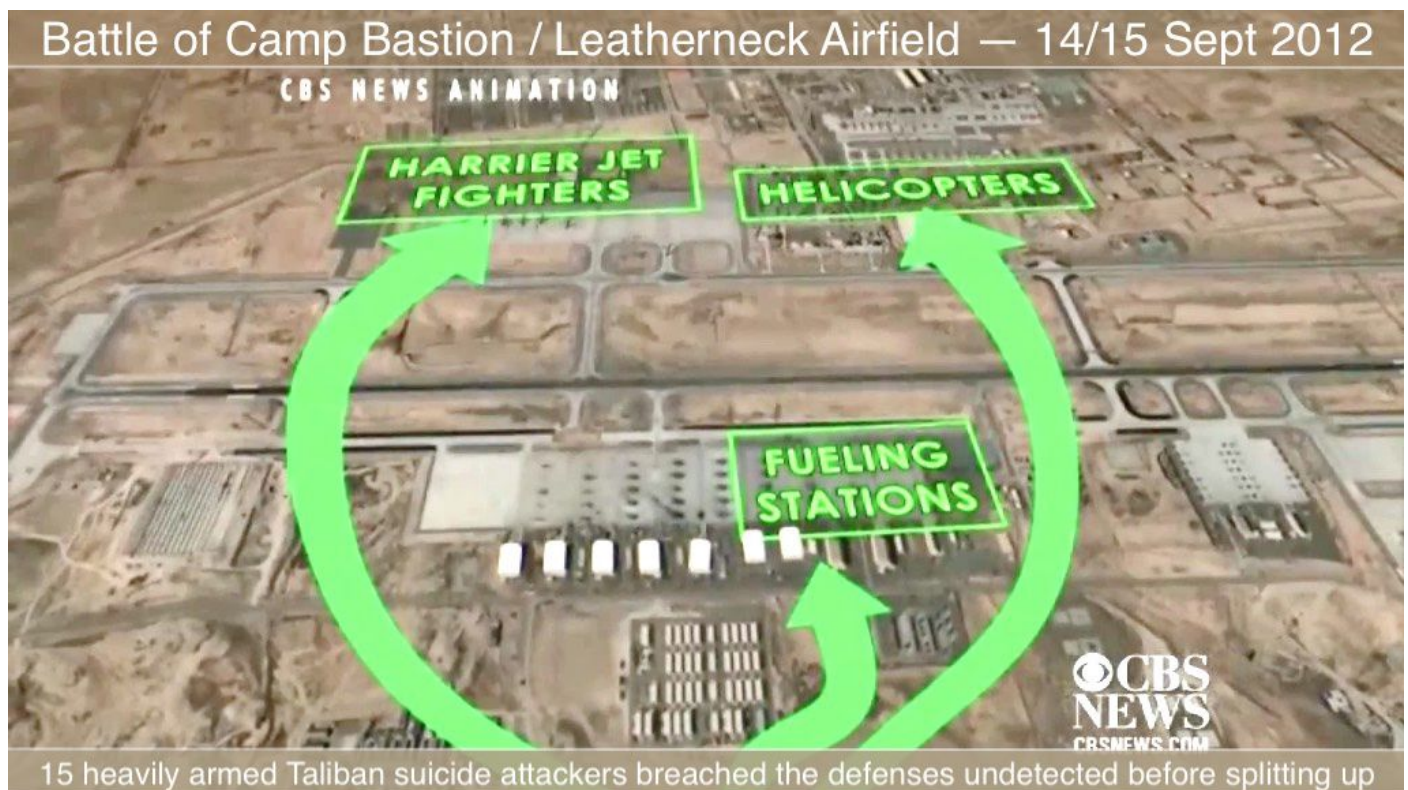 Battle of Camp Bastion / Leatherneck Airfield — 14/15 Sept 2012
CBS NEWS ANIMATION
HARRIER JET
FIGHTERS
HELICOPTERS
FUELING
STATIONS
CBS
NEWS
CBSNEWS.COM
15 heavily armed Taliban suicide attackers breached the defenses undetected before splitting up